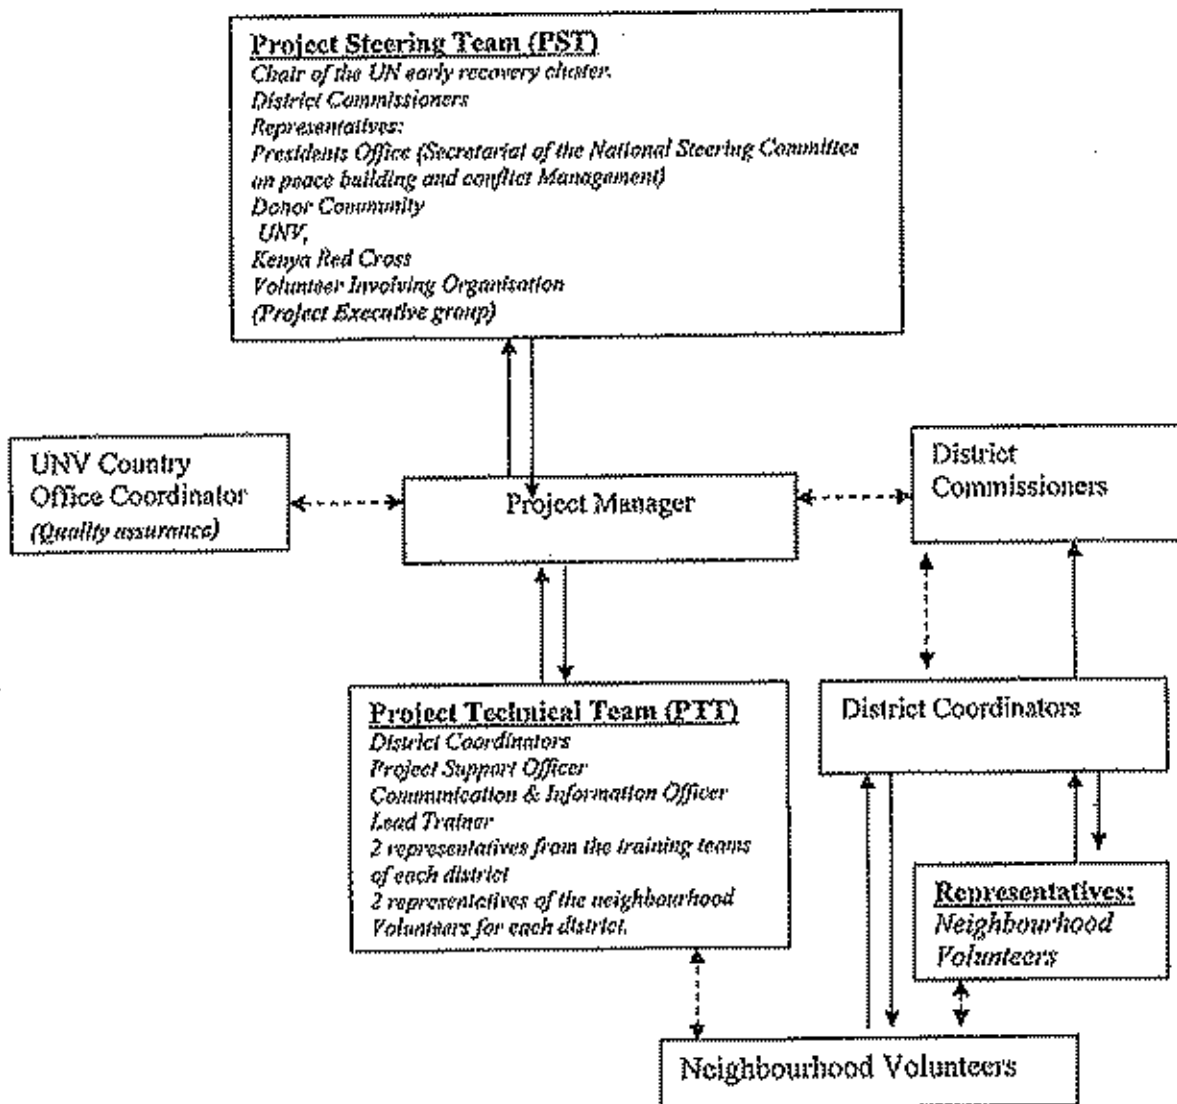 Project Steering Team (PST)
Chair of the UN early recovery cluster.
District Commissioners
Representatives:
Presidents Office (Secretariat of the National Steering Committee
on peace building and conflict Management)
Donor Community
UNV,
Kenya Red Cross
Volunteer Involving Organisation
(Project Executive group)
UNV Country
Office Coordinator
(Quality assurance)
Project Manager
District
Commissioners
Project Technical Team (PTT)
District Coordinators
Project Support Officer
Communication & Information Officer
Lead Trainer
2 representatives from the training teams
of each district
2 representatives of the neighbourhood
Volunteers for each district.
District Coordinators
Representatives:
Neighbourhood
Volunteers
Neighbourhood Volunteers